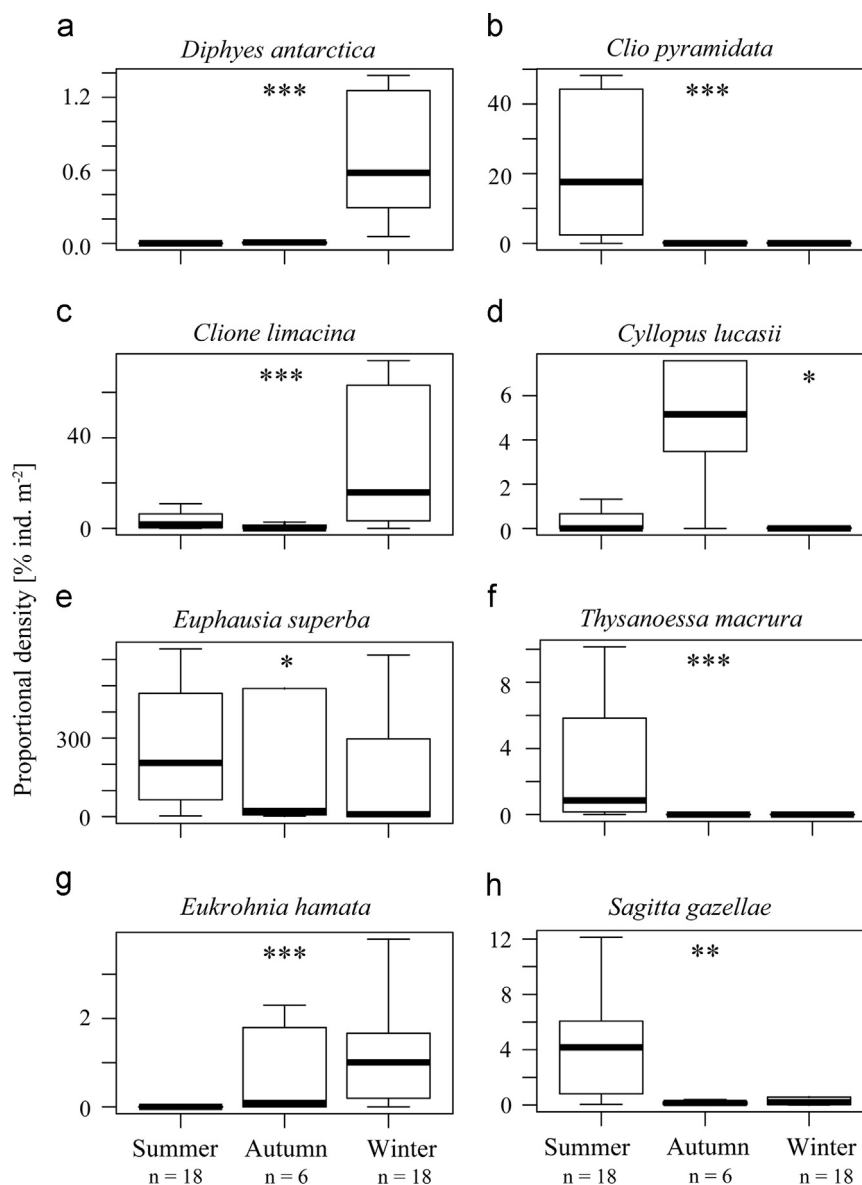 a
Diphyes antarctica
***
1.2
0.6
0.0
b
Clio pyramidata
***
40
20
0
c
Clione limacina
***
40
0
d
Cyllopus lucasii
*
6
4
2
0
Proportional density [% ind. m-2]
e
Euphausia superba
*
300
0
f
Thysanoessa macrura
***
8
4
0
g
Eukrohnia hamata
***
2
0
h
Sagitta gazellae
**
12
8
4
0
Summer Autumn Winter
n = 18 n = 6 n = 18
Summer Autumn Winter
n = 18 n = 6 n = 18